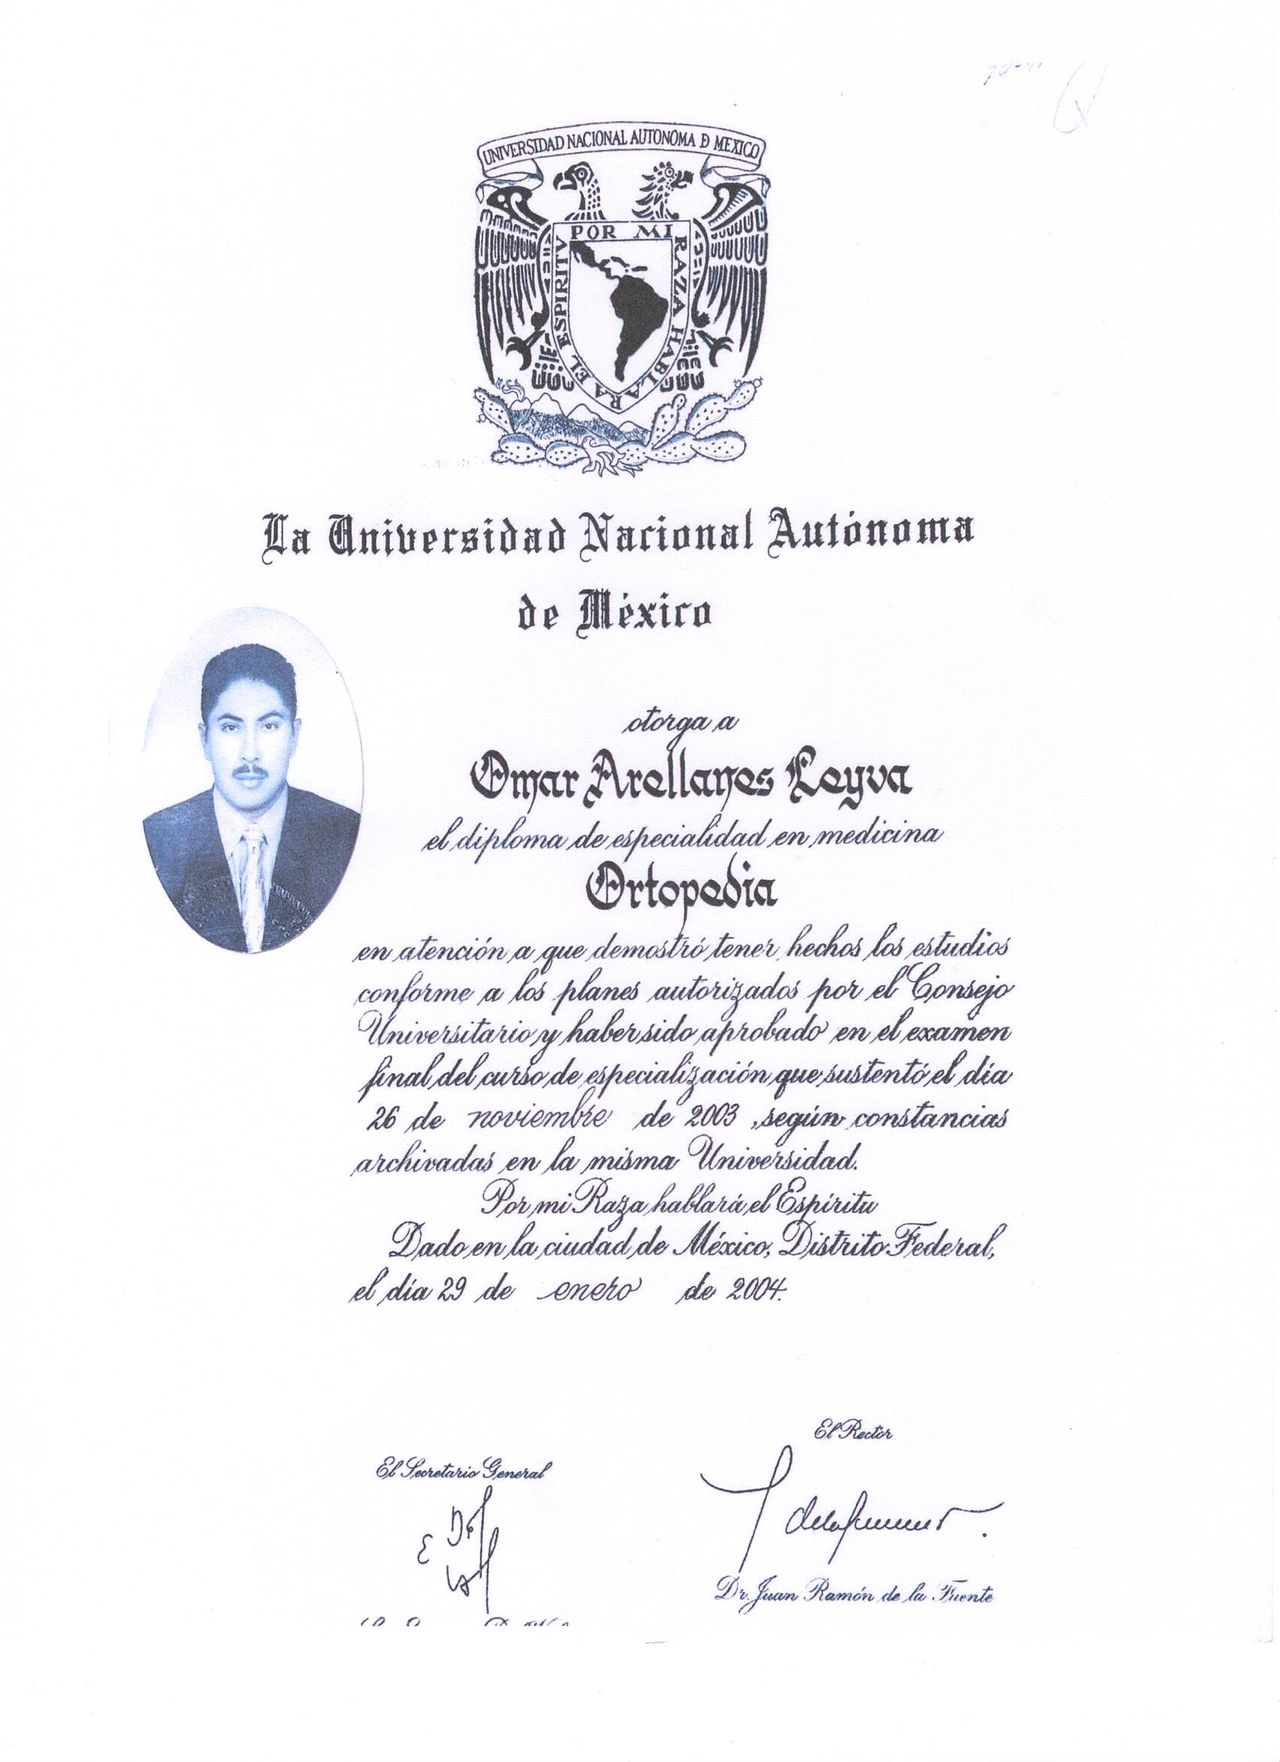 UNIVERSIDAD NACIONAL AUTONOMA D MEXICO
POR MI RAZA HABLARA EL ESPIRITU
La Universidad Nacional Autónoma
de México
otorga a
Omar Arellanes Leyva
el diploma de especialidad en medicina
Ortopedia
en atención a que demostró tener hechos los estudios
conforme a los planes autorizados por el Consejo
Universitario y haber sido aprobado en el examen
final del curso de especialización que sustentó el día
26 de noviembre de 2003, según constancias
archivadas en la misma Universidad.
Por mi Raza hablará el Espíritu
Dado en la ciudad de México, Distrito Federal,
el día 29 de enero de 2004.
El Secretario General
El Rector
Dr. Juan Ramón de la Fuente